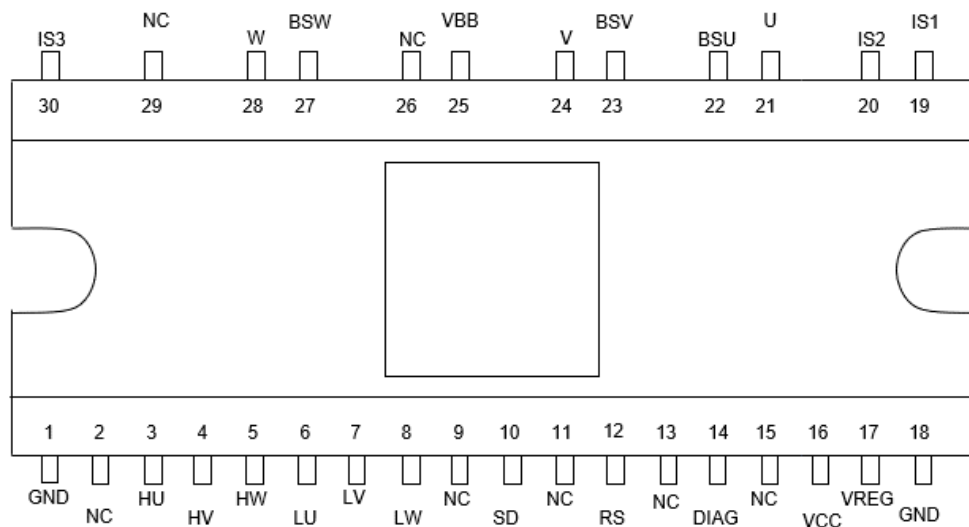 NC BSW VBB BSV U IS1
IS3 W NC V BSU IS2
30 29 28 27 26 25 24 23 22 21 20 19
1 2 3 4 5 6 7 8 9 10 11 12 13 14 15 16 17 18
GND HU HW LV NC NC NC NC VREG
NC HV LU LW SD RS DIAG VCC GND